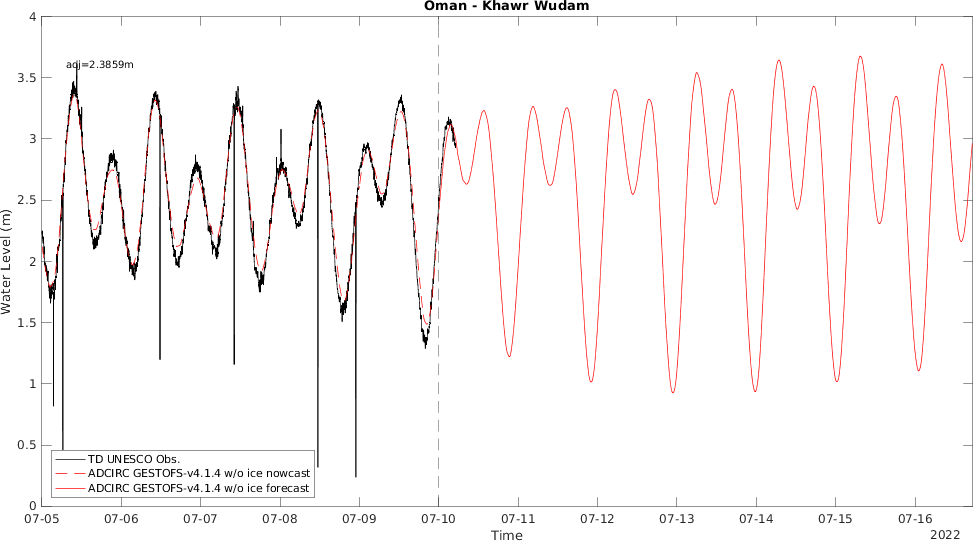 Oman - Khawr Wudam
4
adj=2.3859m
3.5
3
2.5
2
1.5
1
0.5
0
Water Level (m)
TD UNESCO Obs.
ADCIRC GESTOFS-v4.1.4 w/o ice nowcast
ADCIRC GESTOFS-v4.1.4 w/o ice forecast
07-05 07-06 07-07 07-08 07-09 07-10 07-11 07-12 07-13 07-14 07-15 07-16
Time
2022